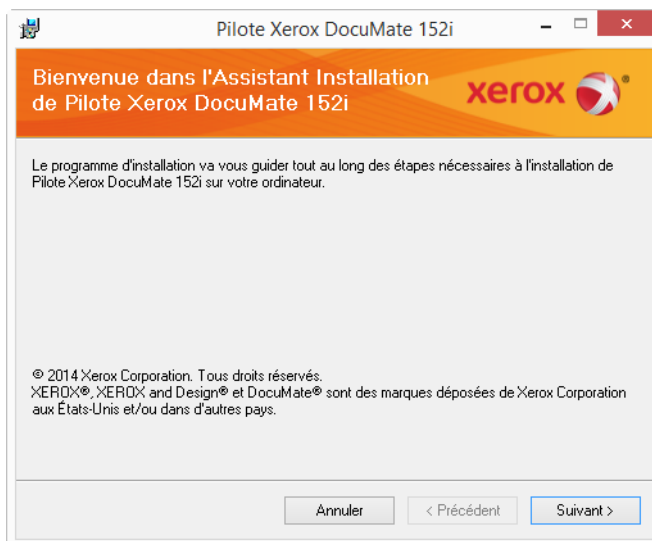 Pilote Xerox DocuMate 152i
Bienvenue dans l'Assistant Installation
de Pilote Xerox DocuMate 152i
xerox
Le programme d'installation va vous guider tout au long des étapes nécessaires à l'installation de
Pilote Xerox DocuMate 152i sur votre ordinateur.
© 2014 Xerox Corporation. Tous droits réservés.
XEROX®, XEROX and Design® et DocuMate® sont des marques déposées de Xerox Corporation
aux États-Unis et/ou dans d'autres pays.
Annuler
< Précédent
Suivant >